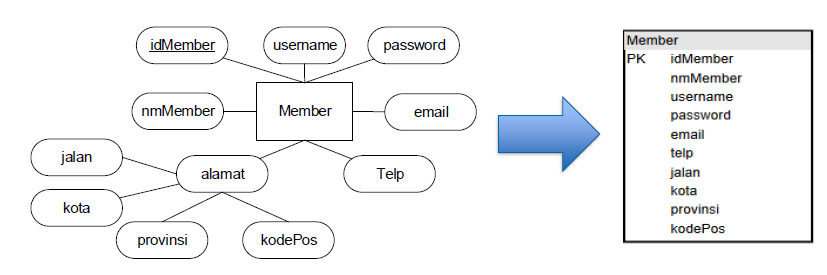 idMember
username
password
nmMember
Member
email
jalan
alamat
Telp
kota
provinsi
kodePos
Member
PK idMember
nmMember
username
password
email
telp
jalan
kota
provinsi
kodePos